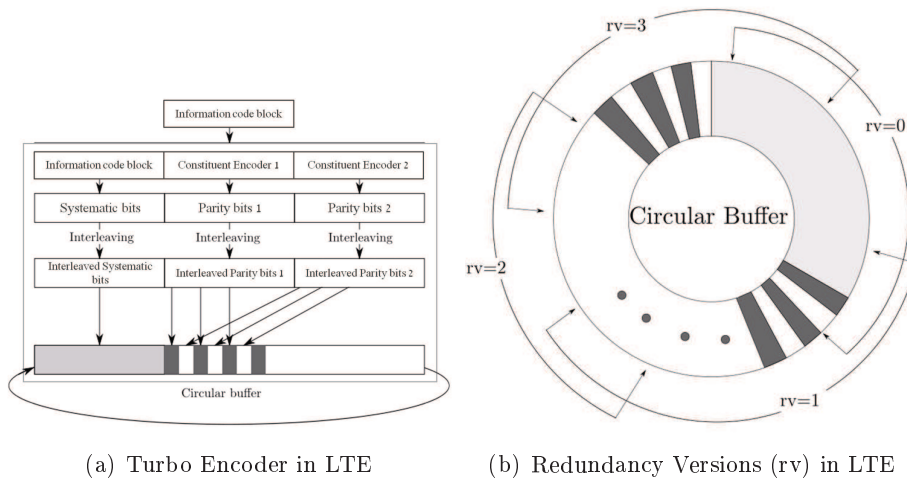 Information code block
Information code block
Constituent Encoder 1
Constituent Encoder 2
Systematic bits
Parity bits 1
Parity bits 2
Interleaving
Interleaving
Interleaving
Interleaved Systematic
bits
Interleaved Parity bits 1
Interleaved Parity bits 2
Circular buffer
(a) Turbo Encoder in LTE
rv=3
rv=0
Circular Buffer
rv=2
rv=1
(b) Redundancy Versions (rv) in LTE